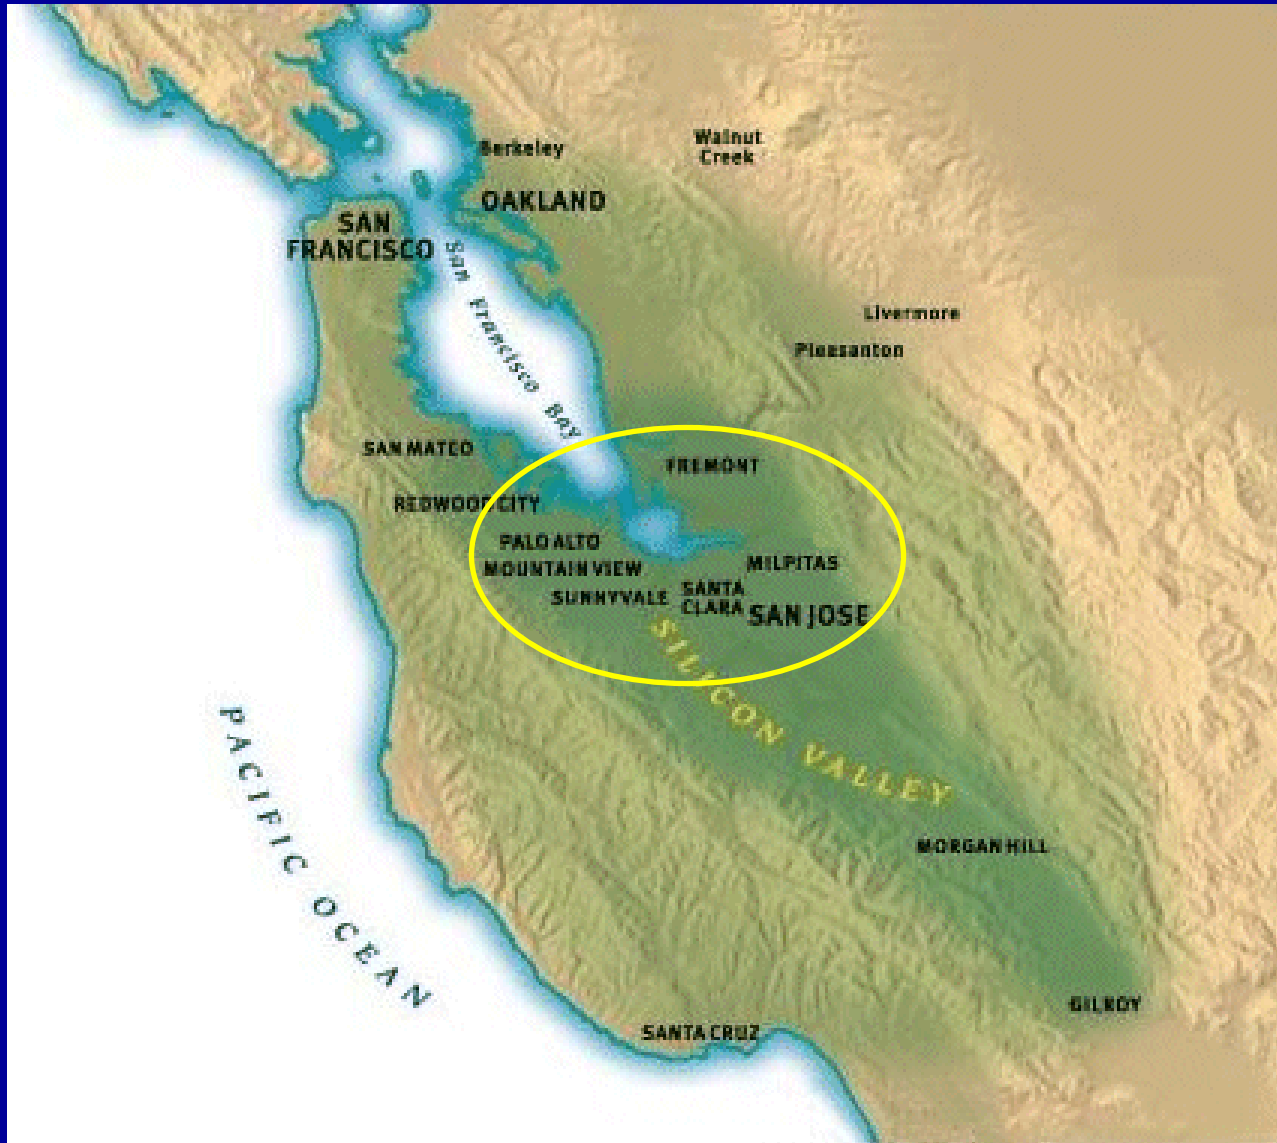 Berkeley
Walnut
Creek
OAKLAND
SAN
FRANCISCO
San Francisco BAY
Livermore
Pleasanton
SAN MATEO
FREMONT
REDWOOD CITY
PALO ALTO
MILPITAS
MOUNTAIN VIEW
SANTA
CLARA
SUNNYVALE
SAN JOSE
SILICON VALLEY
PACIFIC OCEAN
MORGAN HILL
GILROY
SANTA CRUZ